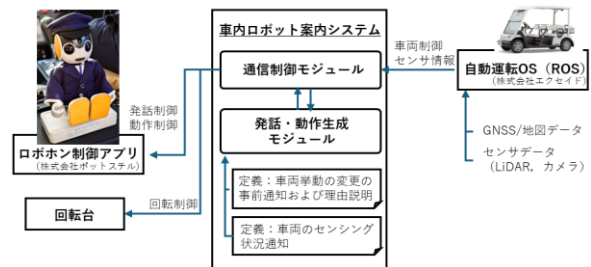 車内ロボット案内システム
通信制御モジュール
発話・動作生成
モジュール
定義：車両挙動の変更の
事前通知および理由説明
定義：車両のセンシング
状況通知
発話制御
動作制御
ロボホン制御アプリ
（株式会社ボットステル）
回転制御
回転台
車両制御
センサ情報
自動運転OS（ROS）
（株式会社エクセイド）
GNSS/地図データ
センサデータ
（LiDAR，カメラ）